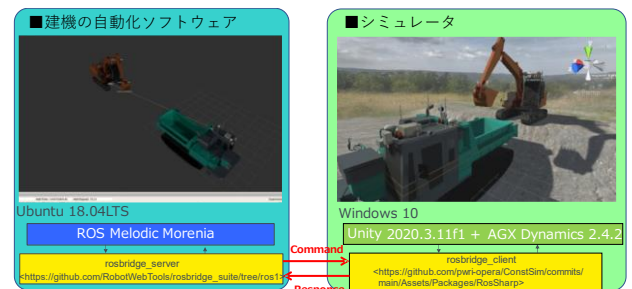 ■建機の自動化ソフトウェア
Ubuntu 18.04LTS
ROS Melodic Morenia
rosbridge_server
<https://github.com/RobotWebTools/rosbridge_suite/tree/ros1>
Command
Response
■シミュレータ
Windows 10
Unity 2020.3.11f1 + AGX Dynamics 2.4.2
rosbridge_client
<https://github.com/pwri-opera/ConstSim/commits/
main/Assets/Packages/RosSharp>